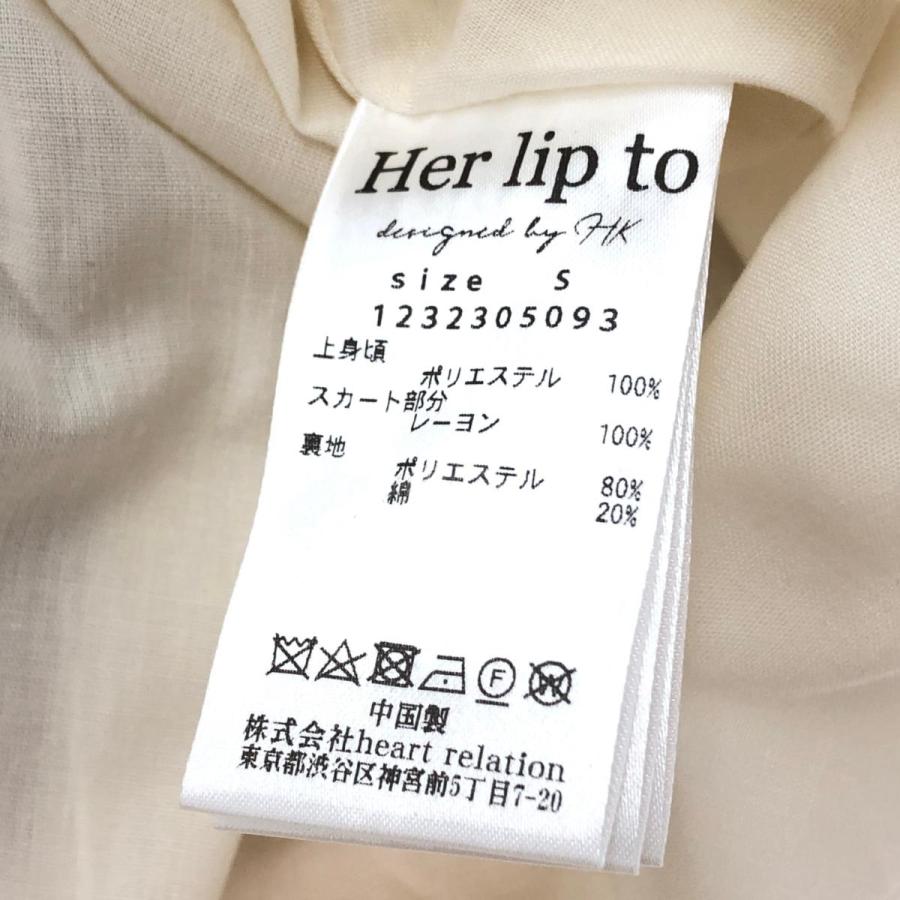 Her lip to
designed by HK
size S
1232305093
上身頃
ポリエステル 100%
スカート部分
レーヨン 100%
裏地
ポリエステル 80%
綿 20%
F
W
中国製
株式会社heart relation
東京都渋谷区神宮前5丁目7-20